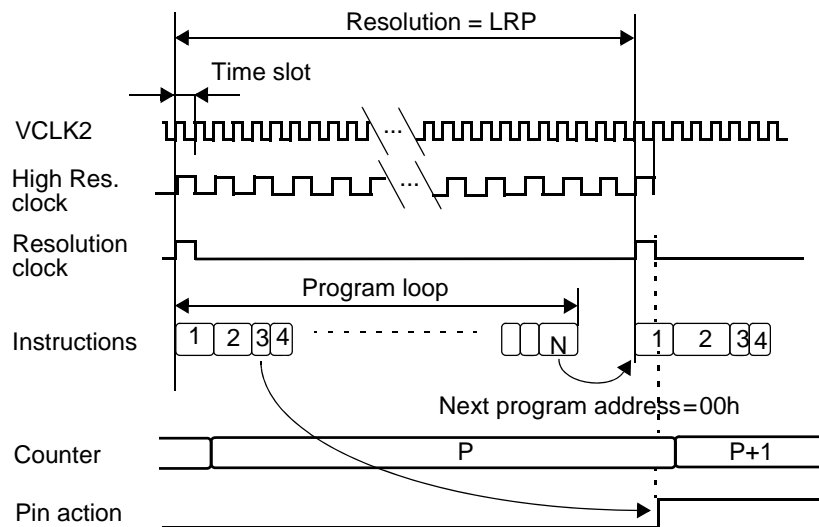 Resolution = LRP
Time slot
VCLK2
...
High Res.
clock
...
Resolution
clock
Program loop
Instructions
1 2 3 4 N 1 2 3 4
Next program address=00h
Counter
P P+1
Pin action